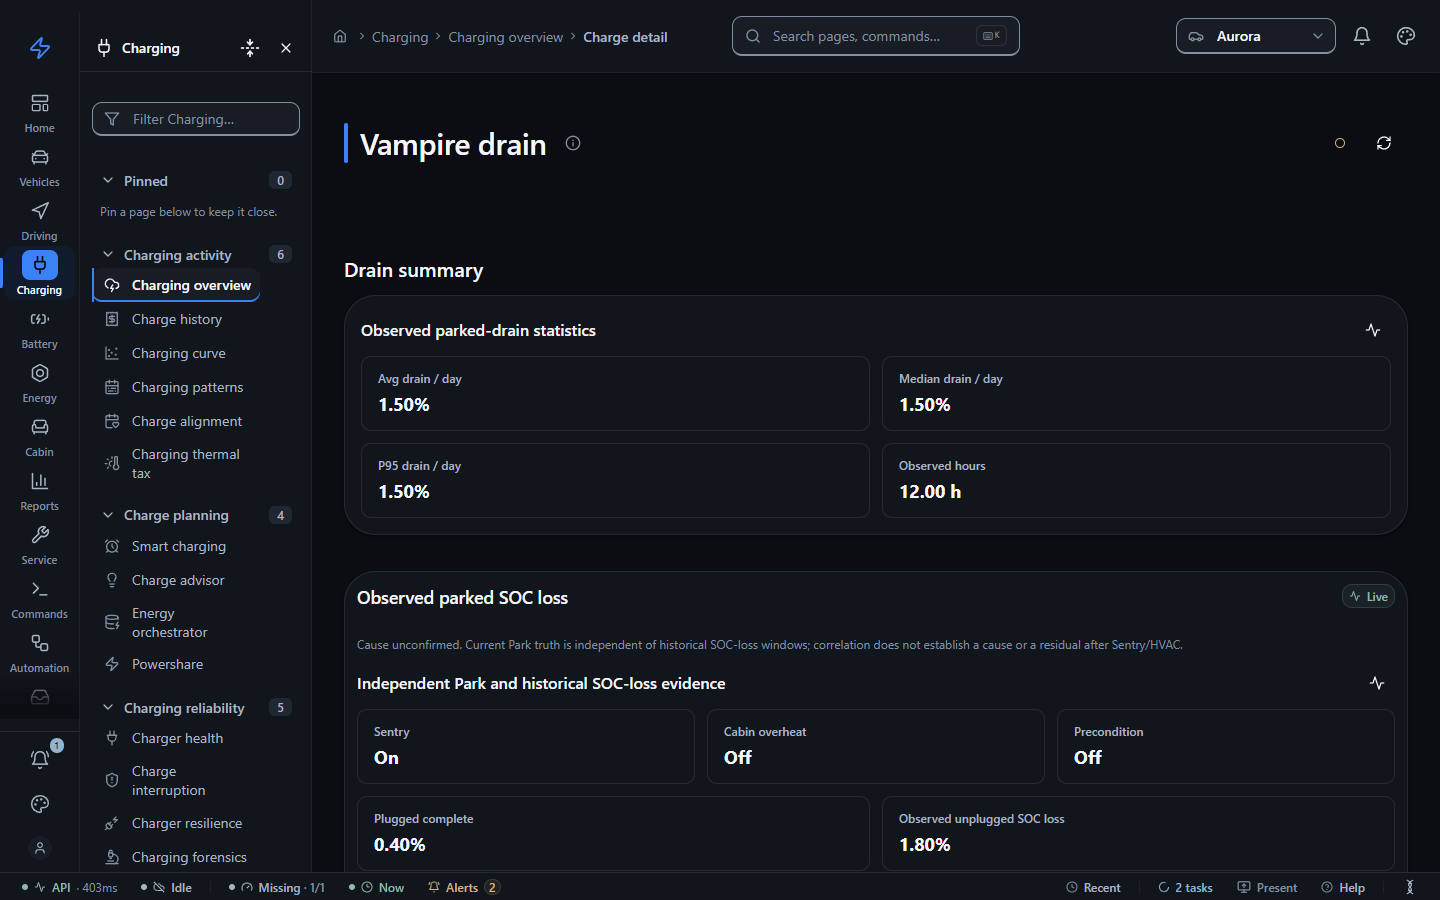 Charging
Charging
Charging overview
Charge detail
Search pages, commands...
K
Aurora
Home
Vehicles
Driving
Charging
Battery
Energy
Cabin
Reports
Service
Commands
Automation
1
Filter Charging...
Pinned
0
Pin a page below to keep it close.
Charging activity
6
Charging overview
Charge history
Charging curve
Charging patterns
Charge alignment
Charging thermal
tax
Charge planning
4
Smart charging
Charge advisor
Energy
orchestrator
Powershare
Charging reliability
5
Charger health
Charge
interruption
Charger resilience
Charging forensics
Vampire drain
Drain summary
Observed parked-drain statistics
Avg drain / day
1.50%
Median drain / day
1.50%
P95 drain / day
1.50%
Observed hours
12.00 h
Observed parked SOC loss
Live
Cause unconfirmed. Current Park truth is independent of historical SOC-loss windows; correlation does not establish a cause or a residual after Sentry/HVAC.
Independent Park and historical SOC-loss evidence
Sentry
On
Cabin overheat
Off
Precondition
Off
Plugged complete
0.40%
Observed unplugged SOC loss
1.80%
API · 403ms
Idle
Missing · 1/1
Now
Alerts 2
Recent
2 tasks
Present
Help